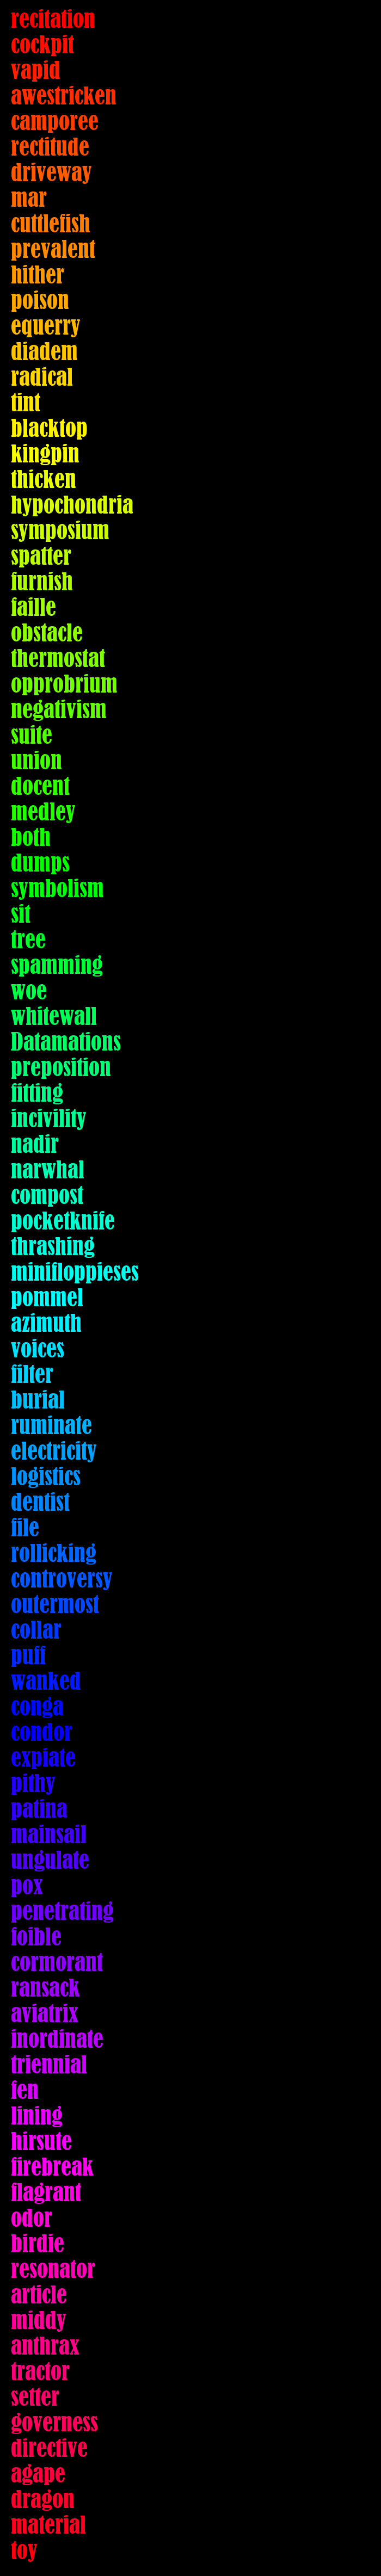 recitation
cockpit
vapid
awestricken
camporee
rectitude
driveway
mar
cuttlefish
prevalent
hither
poison
equerry
diadem
radical
tint
blacktop
kingpin
thicken
hypochondria
symposium
spatter
furnish
faille
obstacle
thermostat
opprobrium
negativism
suite
union
docent
medley
both
dumps
symbolism
sit
tree
spamming
woe
whitewall
Datamations
preposition
fitting
incivility
nadir
narwhal
compost
pocketknife
thrashing
minifloppieses
pommel
azimuth
voices
filter
burial
ruminate
electricity
logistics
dentist
file
rollicking
controversy
outermost
collar
puff
wanked
conga
condor
expiate
pithy
patina
mainsail
ungulate
pox
penetrating
foible
cormorant
ransack
aviatrix
inordinate
triennial
fen
lining
hirsute
firebreak
flagrant
odor
birdie
resonator
article
middy
anthrax
tractor
setter
governess
directive
agape
dragon
material
toy